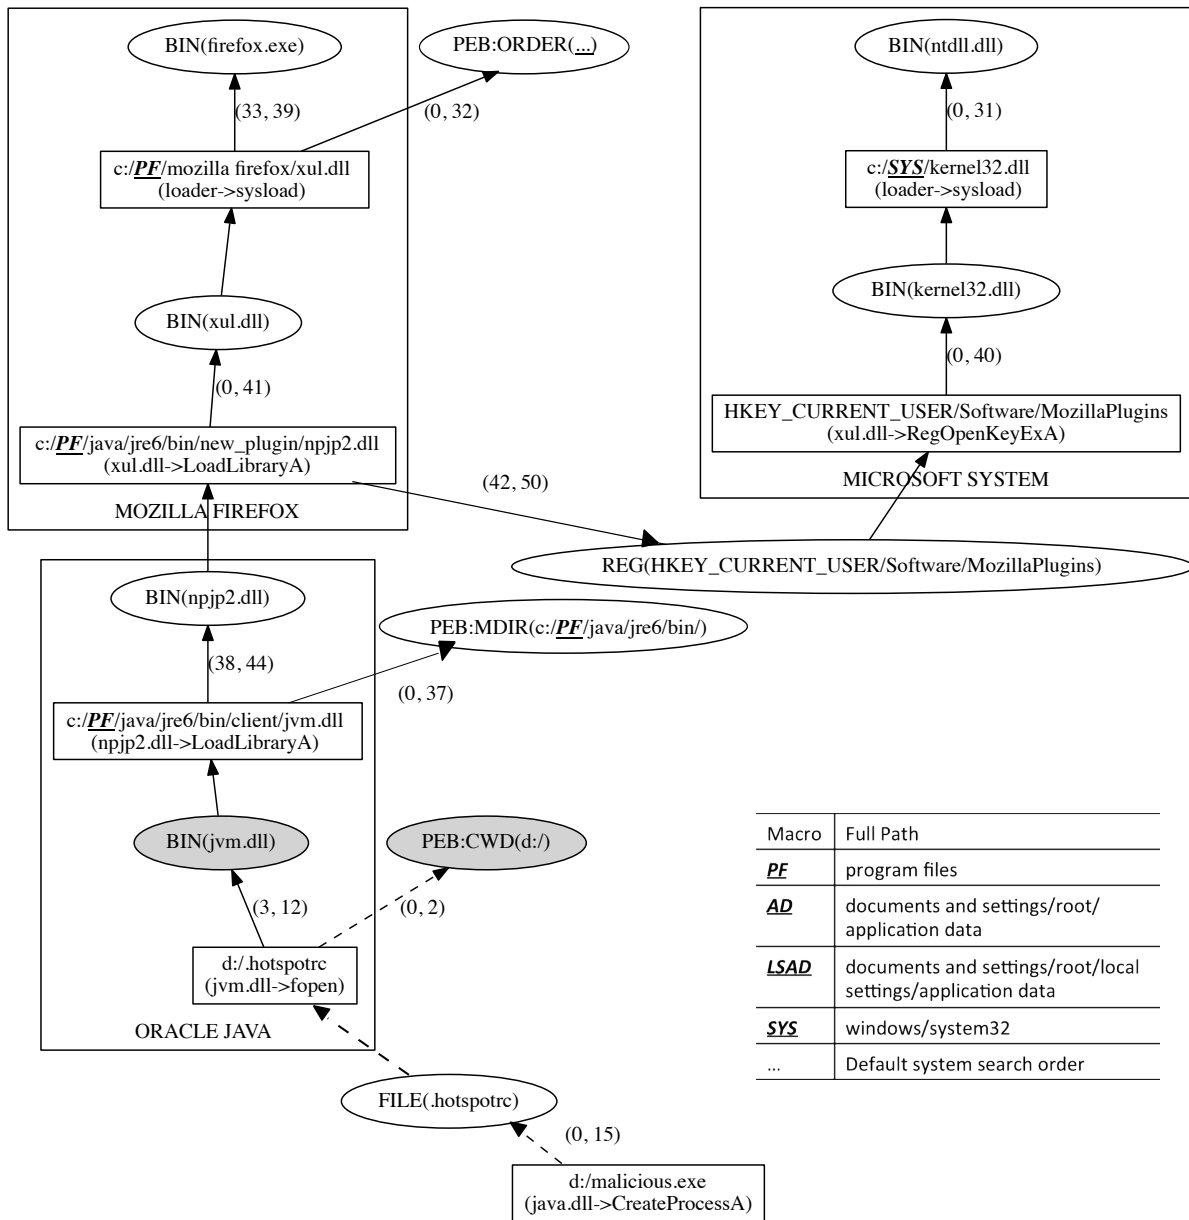 BIN(firefox.exe)
PEB:ORDER(...)
BIN(ntdll.dll)
(33, 39)
(0, 32)
(0, 31)
c:/PF/mozilla firefox/xul.dll
(loader->sysload)
c:/SYS/kernel32.dll
(loader->sysload)
BIN(xul.dll)
BIN(kernel32.dll)
(0, 41)
(0, 40)
c:/PF/java/jre6/bin/new_plugin/npjp2.dll
(xul.dll->LoadLibraryA)
HKEY_CURRENT_USER/Software/MozillaPlugins
(xul.dll->RegOpenKeyExA)
MOZILLA FIREFOX
(42, 50)
MICROSOFT SYSTEM
REG(HKEY_CURRENT_USER/Software/MozillaPlugins)
BIN(npjp2.dll)
PEB:MDIR(c:/PF/java/jre6/bin/)
(38, 44)
(0, 37)
c:/PF/java/jre6/bin/client/jvm.dll
(npjp2.dll->LoadLibraryA)
BIN(jvm.dll)
PEB:CWD(d:/)
(3, 12)
(0, 2)
d:/.hotspotrc
(jvm.dll->fopen)
ORACLE JAVA
FILE(.hotspotrc)
(0, 15)
d:/malicious.exe
(java.dll->CreateProcessA)
Macro Full Path
PF program files
AD documents and settings/root/
application data
LSAD documents and settings/root/local
settings/application data
SYS windows/system32
... Default system search order